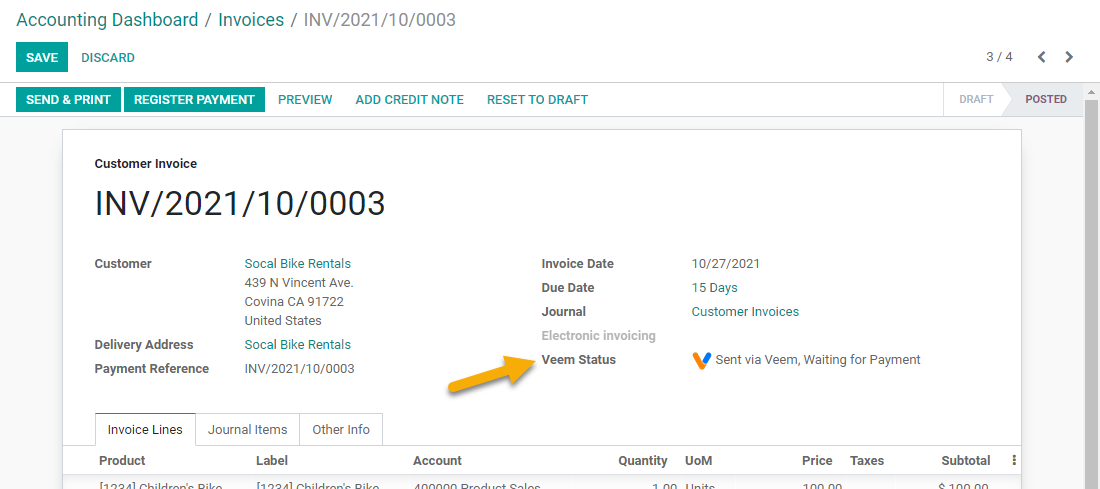 Accounting Dashboard / Invoices / INV/2021/10/0003
SAVE DISCARD 3 / 4
SEND & PRINT REGISTER PAYMENT PREVIEW ADD CREDIT NOTE RESET TO DRAFT DRAFT POSTED
Customer Invoice
INV/2021/10/0003
Customer Socal Bike Rentals
439 N Vincent Ave.
Covina CA 91722
United States
Delivery Address Socal Bike Rentals
Payment Reference INV/2021/10/0003
Invoice Date 10/27/2021
Due Date 15 Days
Journal Customer Invoices
Electronic invoicing
Veem Status Sent via Veem, Waiting for Payment
Invoice Lines Journal Items Other Info
Product Label Account Quantity UoM Price Taxes Subtotal
[1234] Children's Bike [1234] Children's Bike 400000 Product Sales 1.00 Units 100.00 $ 100.00